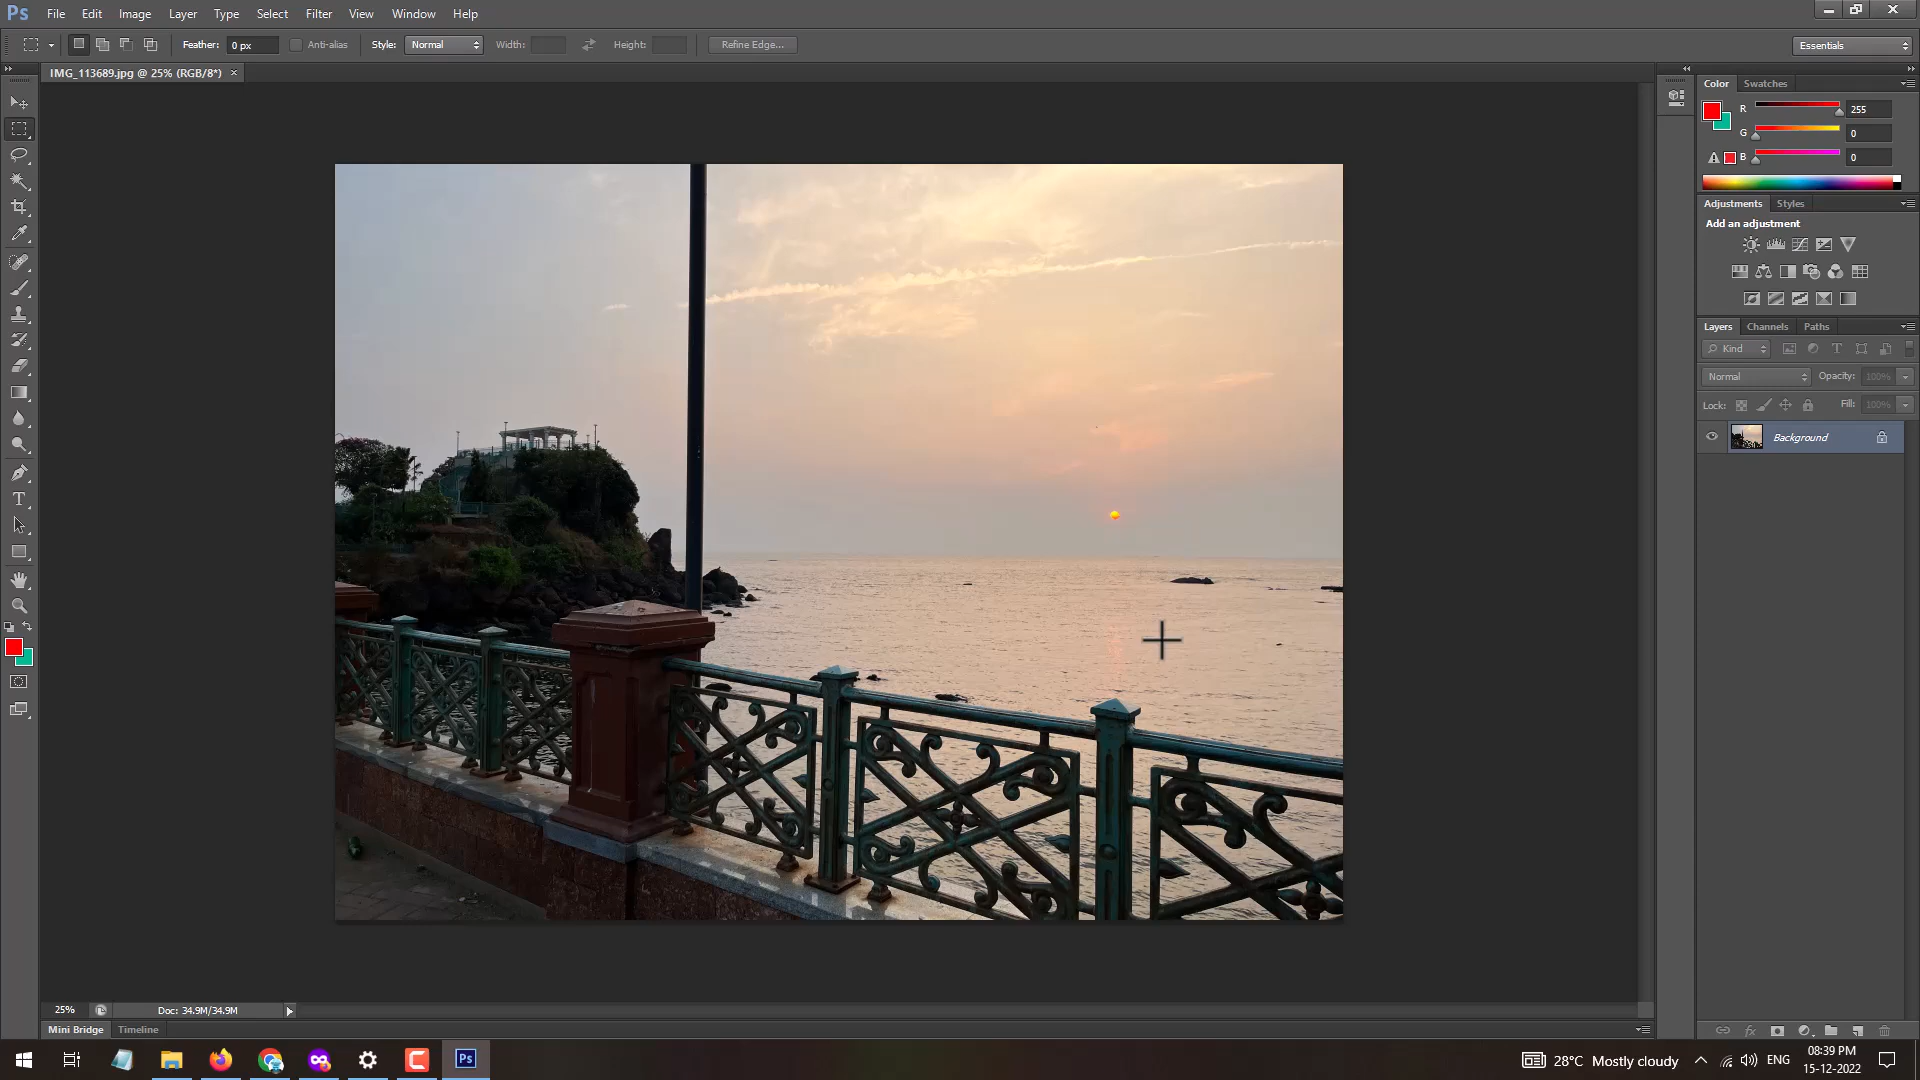 Ps File Edit Image Layer Type Select Filter View Window Help
Feather: 0 px Anti-alias Style: Normal Width: Height: Refine Edge... Essentials
IMG_113689.jpg @ 25% (RGB/8*) ×
Color Swatches
R 255
G 0
B 0
Adjustments Styles
Add an adjustment
Layers Channels Paths
Kind
Normal Opacity: 100%
Lock: Fill: 100%
Background
25% Doc: 34.9M/34.9M
Mini Bridge Timeline
Ps 28°C Mostly cloudy ENG 08:39 PM
15-12-2022